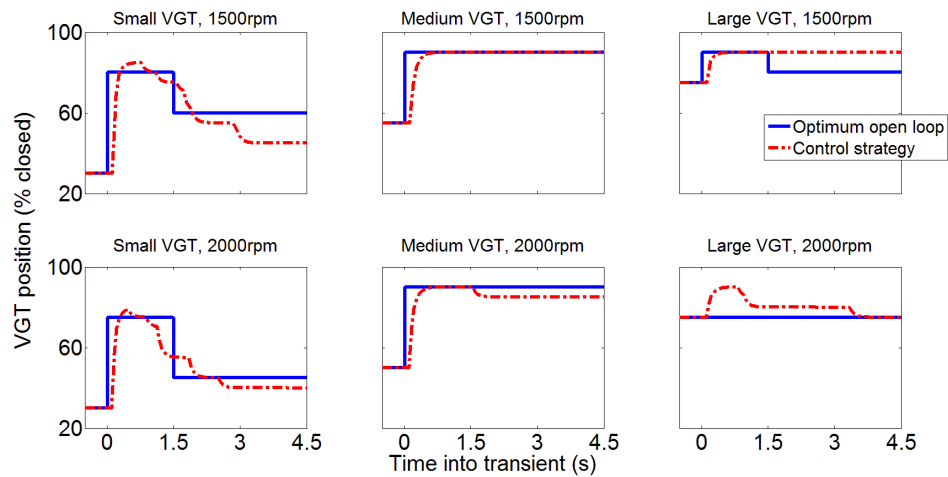 Small VGT, 1500rpm
Medium VGT, 1500rpm
Large VGT, 1500rpm
100
60
20
Optimum open loop
Control strategy
VGT position (% closed)
Small VGT, 2000rpm
Medium VGT, 2000rpm
Large VGT, 2000rpm
100
60
20
0 1.5 3 4.5
0 1.5 3 4.5
0 1.5 3 4.5
Time into transient (s)